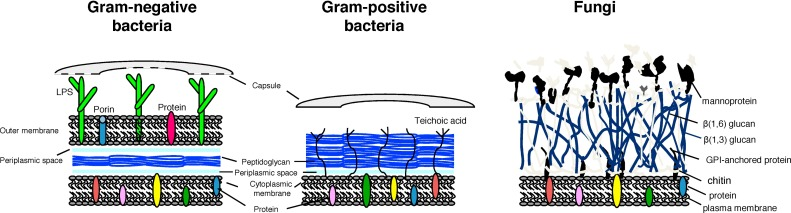 Gram-negative
bacteria
Gram-positive
bacteria
Fungi
LPS
Porin
Protein
Outer membrane
Periplasmic space
Capsule
Teichoic acid
Peptidoglycan
Periplasmic space
Cytoplasmic
membrane
Protein
mannoprotein
β(1,6) glucan
β(1,3) glucan
GPI-anchored protein
chitin
protein
plasma membrane